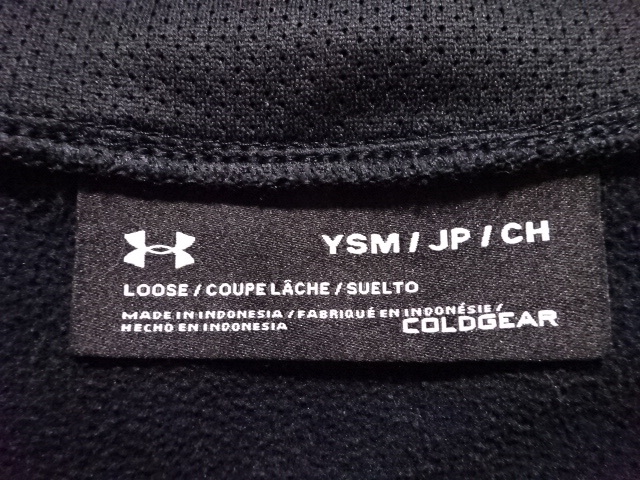 YSM / JP / CH
LOOSE / COUPE LÂCHE / SUELTO
MADE IN INDONESIA / FABRIQUÉ EN INDONÉSIE /
HECHO EN INDONESIA
COLDGEAR